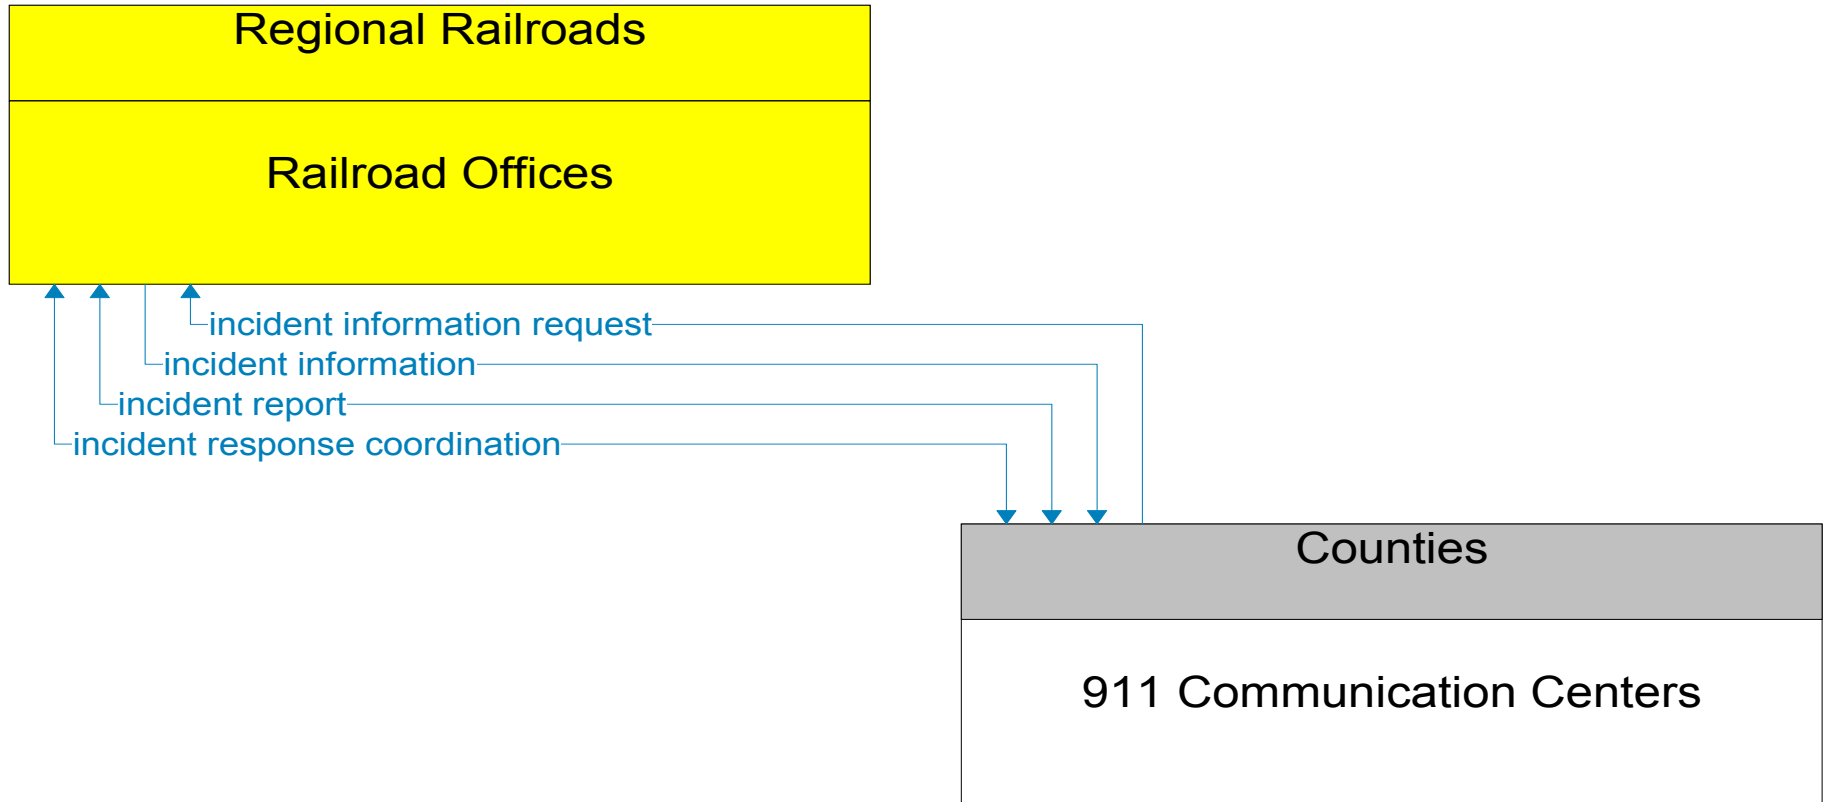 Regional Railroads
Railroad Offices
incident information request
incident information
incident report
incident response coordination
Counties
911 Communication Centers